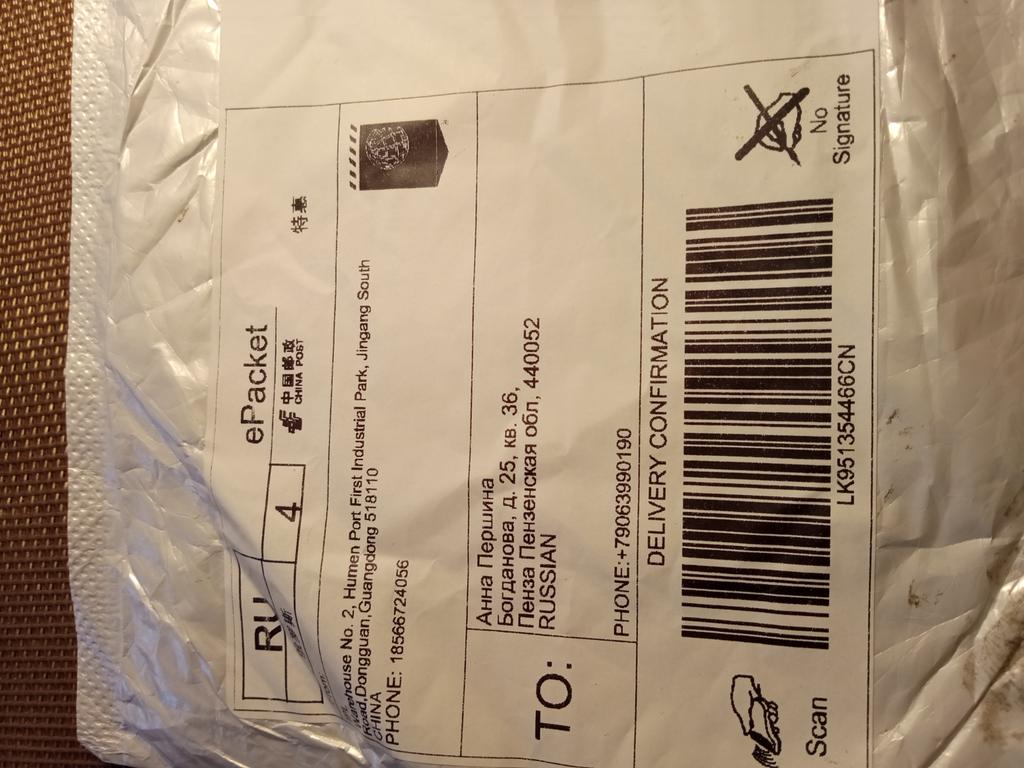 RU
4
ePacket
中国邮政
CHINA POST
特惠
Warehouse No. 2, Humen Port First Industrial Park, Jingang South
Road,Dongguan,Guangdong 518110
CHINA
PHONE: 18566724056
TO:
Анна Першина
Богданова, д. 25, кв. 36,
Пенза Пензенская обл, 440052
RUSSIAN
PHONE:+79063990190
DELIVERY CONFIRMATION
Scan
LK951354466CN
No
Signature